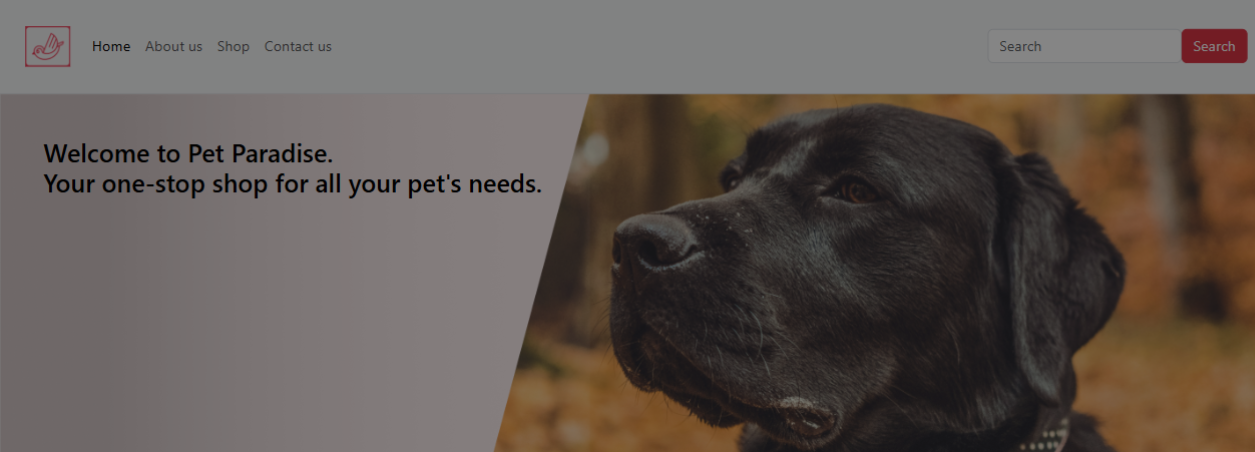 Home About us Shop Contact us Search Search
Welcome to Pet Paradise.
Your one-stop shop for all your pet's needs.